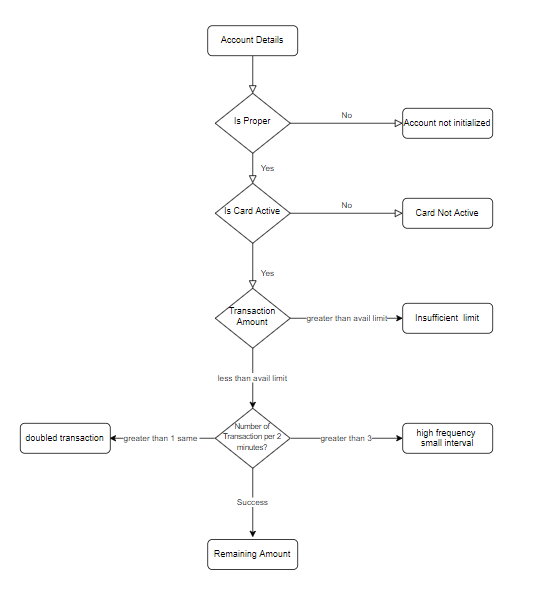 Account Details
Is Proper
No
Account not initialized
Yes
Is Card Active
No
Card Not Active
Yes
Transaction
Amount
greater than avail limit
Insufficient limit
less than avail limit
Number of
Transaction per 2
minutes?
greater than 1 same
doubled transaction
greater than 3
high frequency
small interval
Success
Remaining Amount